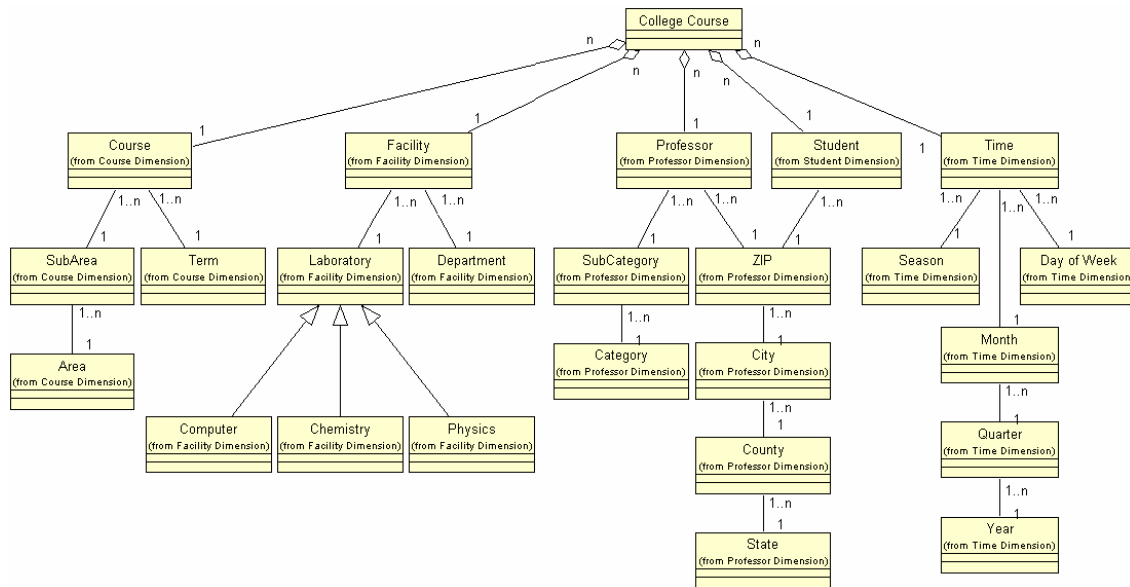 College Course
n
n
n
n
n
1
1
1
1
1
Course
(from Course Dimension)
Facility
(from Facility Dimension)
Professor
(from Professor Dimension)
Student
(from Student Dimension)
Time
(from Time Dimension)
1..n
1..n
1..n
1..n
1..n
1..n
1..n
1..n
1..n
1..n
1
1
1
1
1
1
1
1
1
SubArea
(from Course Dimension)
Term
(from Course Dimension)
Laboratory
(from Facility Dimension)
Department
(from Facility Dimension)
SubCategory
(from Professor Dimension)
ZIP
(from Professor Dimension)
Season
(from Time Dimension)
Day of Week
(from Time Dimension)
1..n
1..n
1..n
1
1
1
1
Area
(from Course Dimension)
Category
(from Professor Dimension)
City
(from Professor Dimension)
Month
(from Time Dimension)
1..n
1..n
1
1
Computer
(from Facility Dimension)
Chemistry
(from Facility Dimension)
Physics
(from Facility Dimension)
County
(from Professor Dimension)
Quarter
(from Time Dimension)
1..n
1..n
1
1
State
(from Professor Dimension)
Year
(from Time Dimension)